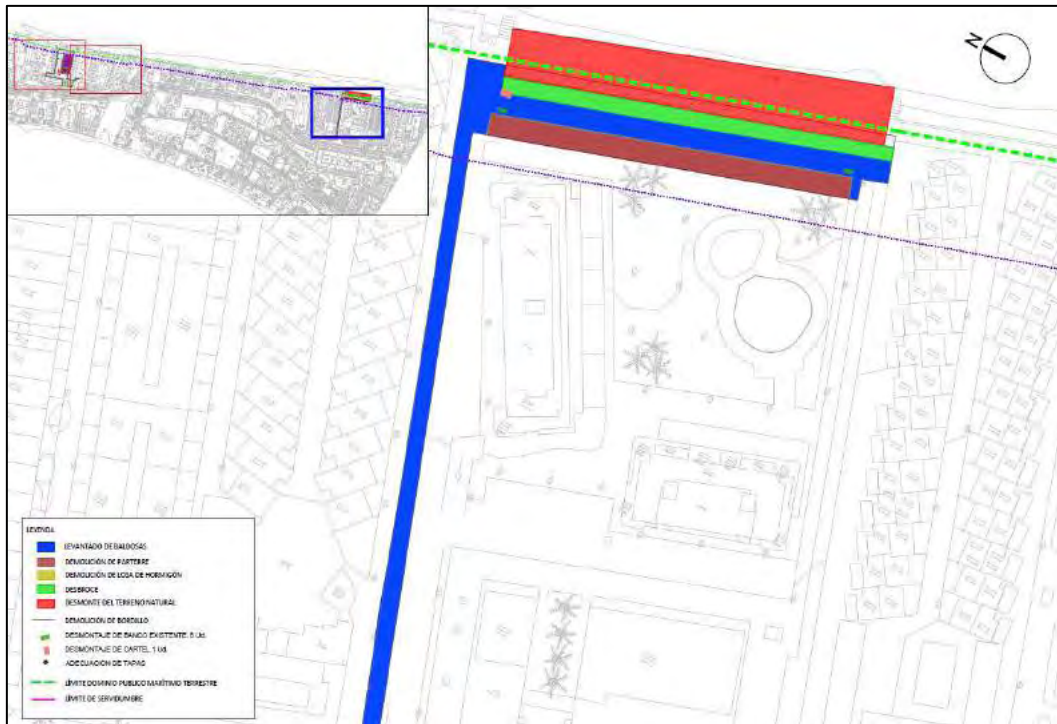 N
LEYENDA
LEVANTADO DE BALDOSAS
DEMOLICIÓN DE PARTERRE
DEMOLICIÓN DE LOSA DE HORMIGÓN
DESBROCE
DESMONTE DEL TERRENO NATURAL
DEMOLICIÓN DE BORDILLO
DESMONTAJE DE BANCO EXISTENTE. 5 Ud.
DESMONTAJE DE CARTEL. 1 Ud.
ADECUACION DE TAPAS
LÍMITE DOMINIO PUBLICO MARÍTIMO TERRESTRE
LÍMITE DE SERVIDUMBRE